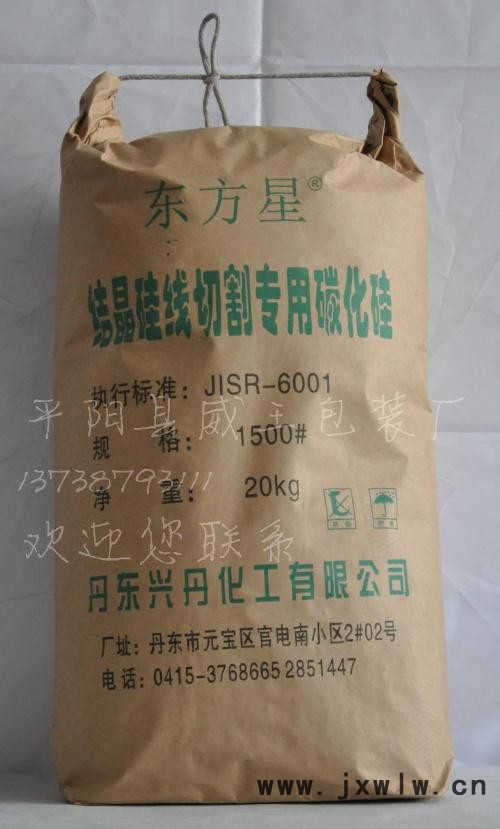 东方星®
结晶硅线切割专用碳化硅
执行标准：JISR-6001
平阳县威王包装厂
规 格： 1500#
13738793111
净 重： 20kg
欢迎您联系
丹东兴丹化工有限公司
厂址：丹东市元宝区官电南小区2#02号
电话：0415-3768665 2851447
www.jxwlw.cn